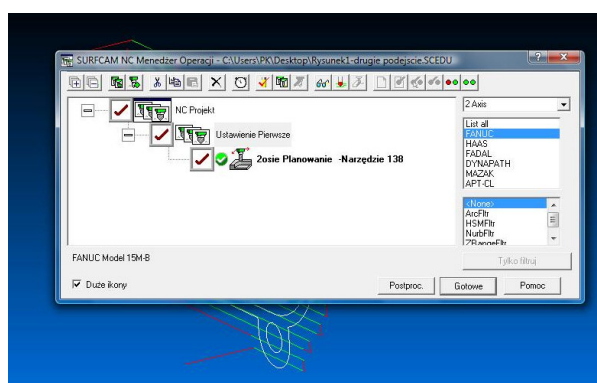 SURFCAM NC Menedżer Operacji - C:\Users\PK\Desktop\Rysunek1-drugie podejscie.SCEDU
NC Projekt
Ustawienie Pierwsze
2osie Planowanie -Narzędzie 138
2 Axis
List all
FANUC
HAAS
FADAL
DYNAPATH
MAZAK
APT-CL
<None>
ArcFltr
HSMFltr
NurbFltr
ZRangeFltr
FANUC Model 15M-B
Tylko filtruj
Duże ikony
Postproc.
Gotowe
Pomoc